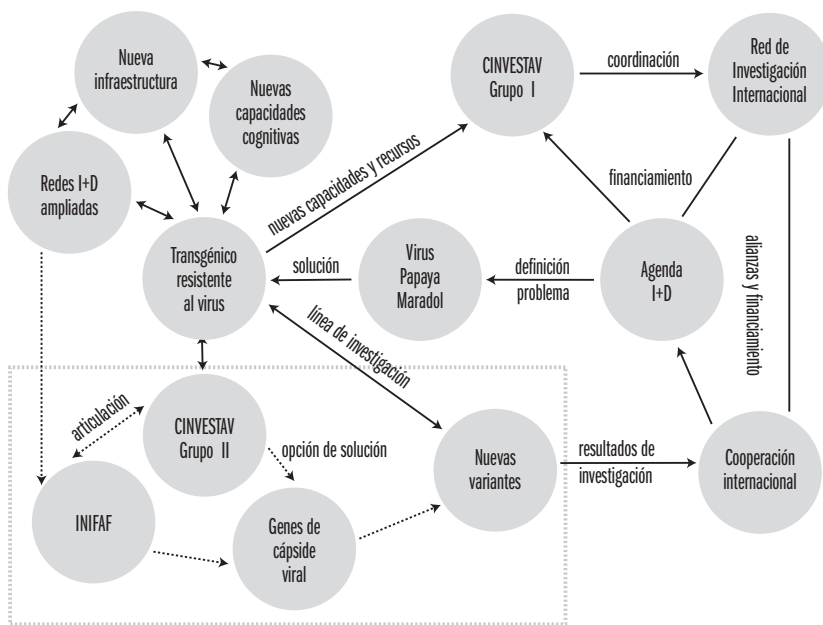 Nueva
infraestructura
Nuevas
capacidades
cognitivas
Redes I+D
ampliadas
Transgénico
resistente
al virus
nuevas capacidades y recursos
CINVESTAV
Grupo I
coordinación
Red de
Investigación
Internacional
financiamiento
solución
Virus
Papaya
Maradol
definición
problema
Agenda
I+D
alianzas y financiamiento
línea de investigación
articulación
CINVESTAV
Grupo II
opción de solución
INIFAF
Genes de
cápside
viral
Nuevas
variantes
resultados de
investigación
Cooperación
internacional